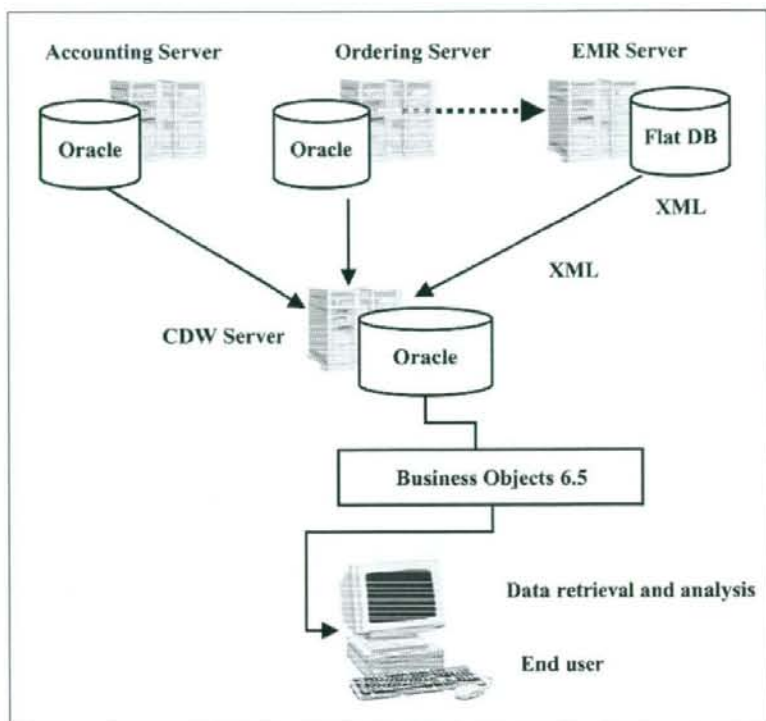 Accounting Server
Ordering Server
EMR Server
Oracle
Oracle
Flat DB
XML
XML
CDW Server
Oracle
Business Objects 6.5
Data retrieval and analysis
End user